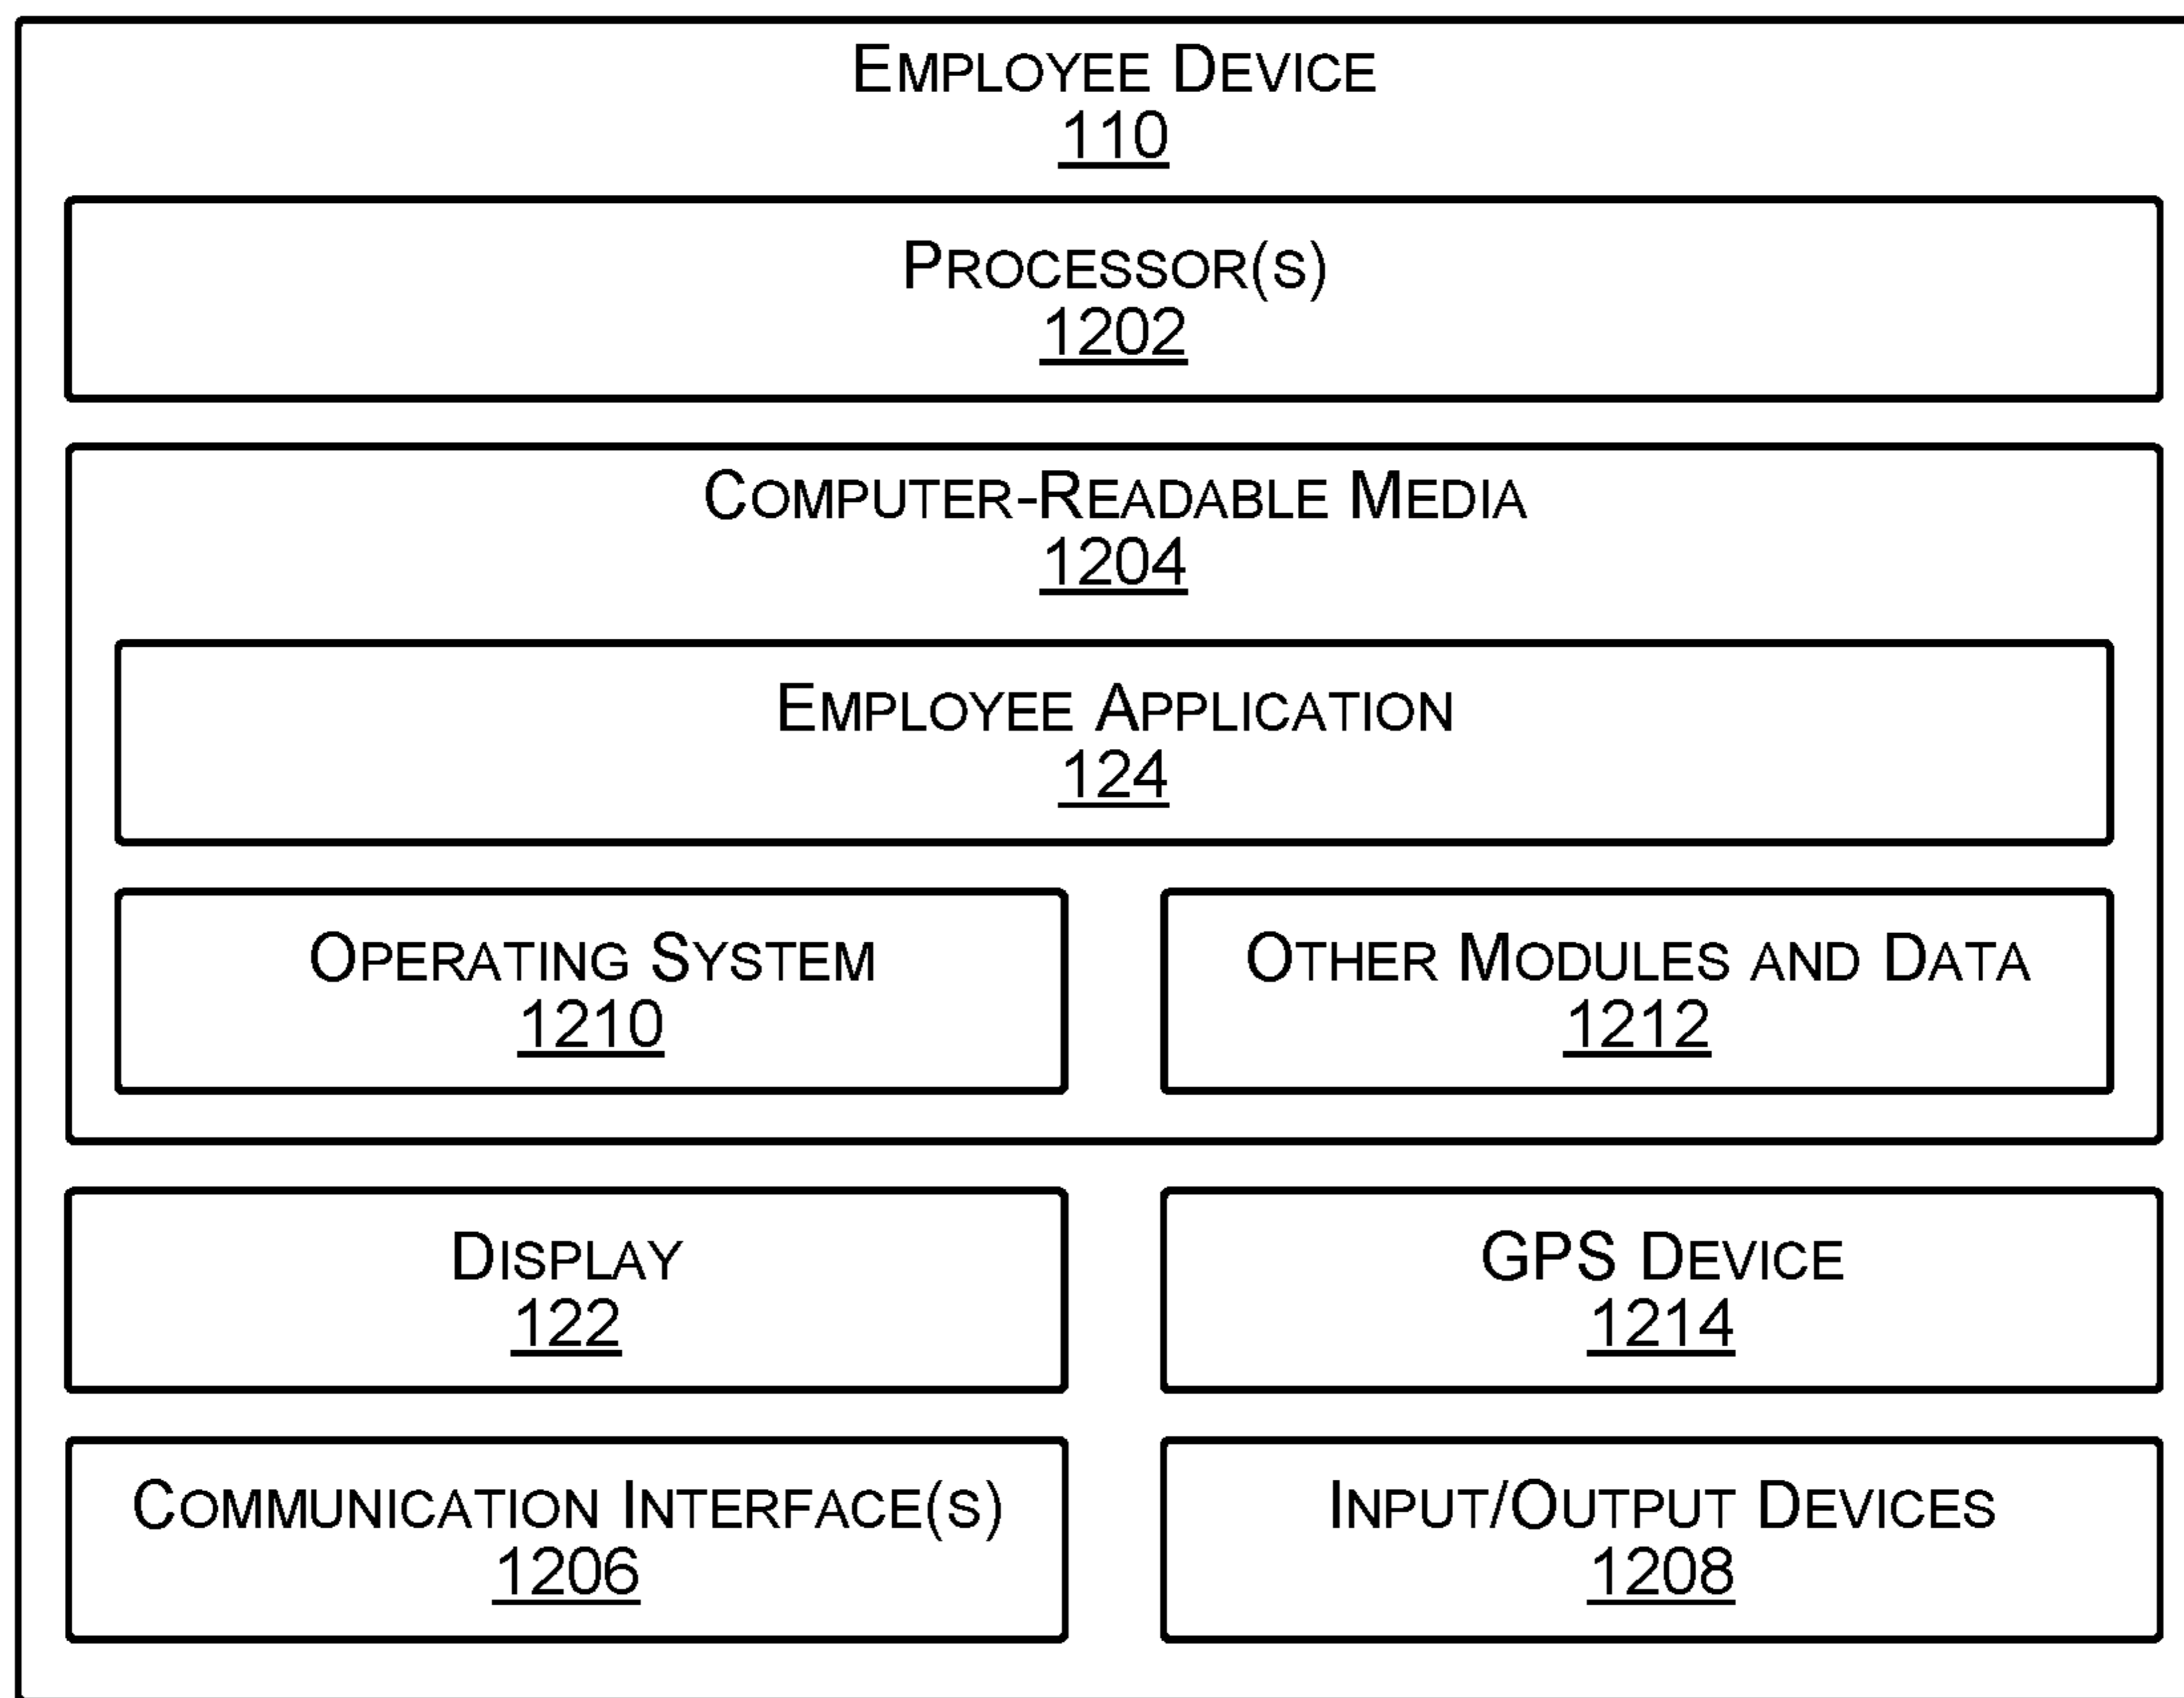 EMPLOYEE DEVICE
110
PROCESSOR(S)
1202
COMPUTER-READABLE MEDIA
1204
EMPLOYEE APPLICATION
124
OPERATING SYSTEM
1210
OTHER MODULES AND DATA
1212
DISPLAY
122
GPS DEVICE
1214
COMMUNICATION INTERFACE(S)
1206
INPUT/OUTPUT DEVICES
1208